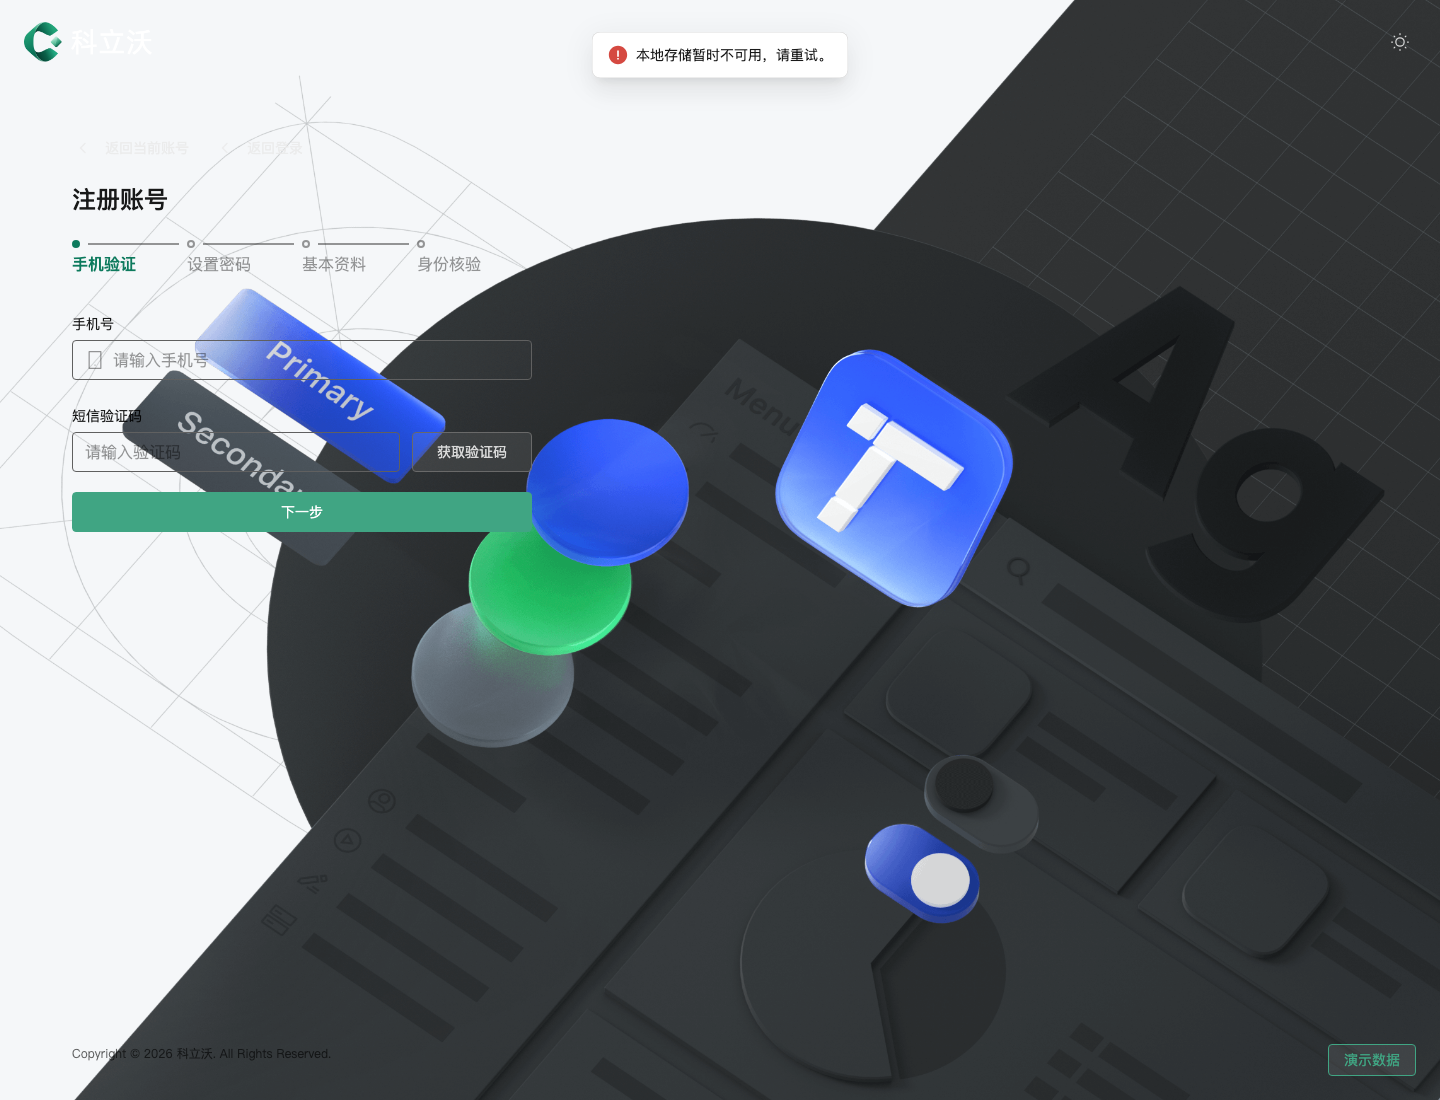 科立沃
本地存储暂时不可用，请重试。
返回当前账号
返回登录
注册账号
手机验证
设置密码
基本资料
身份核验
手机号
请输入手机号
短信验证码
请输入验证码
获取验证码
下一步
Primary
Menu
Ag
Copyright © 2026 科立沃. All Rights Reserved.
演示数据